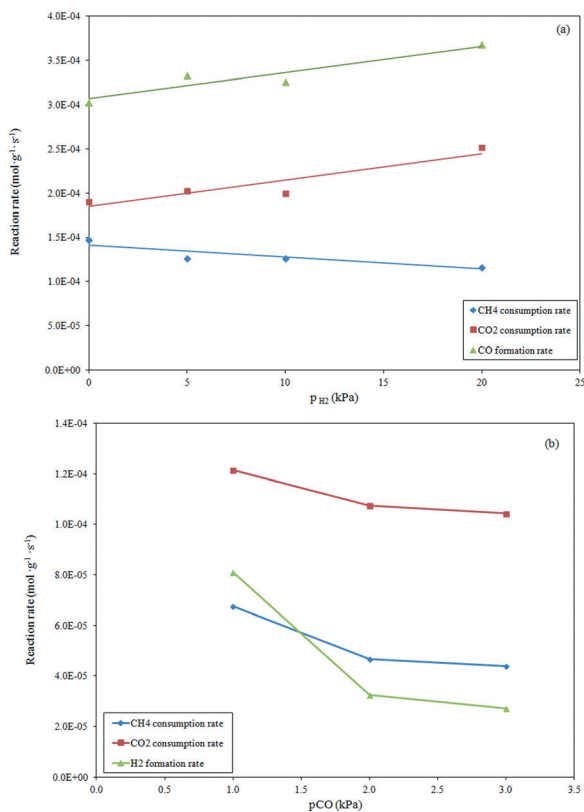 (a)
4.0E-04
3.5E-04
3.0E-04
2.5E-04
2.0E-04
1.5E-04
1.0E-04
5.0E-05
0.0E+00
Reaction rate (mol·g⁻¹·s⁻¹)
0 5 10 15 20 25
p H2 (kPa)
CH4 consumption rate
CO2 consumption rate
CO formation rate
(b)
1.4E-04
1.2E-04
1.0E-04
8.0E-05
6.0E-05
4.0E-05
2.0E-05
0.0E+00
Reaction rate (mol ·g⁻¹ ·s⁻¹)
0.0 0.5 1.0 1.5 2.0 2.5 3.0 3.5
pCO (kPa)
CH4 consumption rate
CO2 consumption rate
H2 formation rate